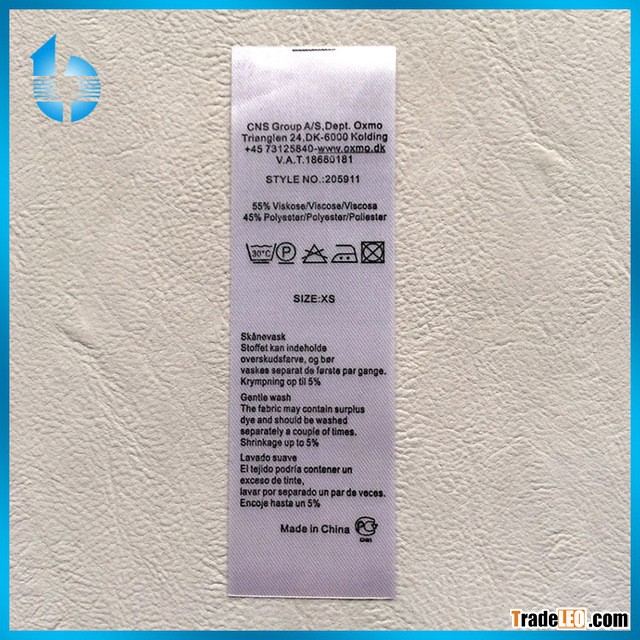 CNS Group A/S,Dept. Oxmo
Trianglen 24,DK-6000 Kolding
+45 73125840-www.oxmo.dk
V.A.T.18680181
STYLE NO.:205911
55% Viskose/Viscose/Viscosa
45% Polyester/Polyester/Poliester
30°C P
SIZE:XS
Skånevask
Stoffet kan indeholde
overskudsfarve, og bør
vaskes separat de første par gange.
Krympning op til 5%
Gentle wash
The fabric may contain surplus
dye and should be washed
separately a couple of times.
Shrinkage up to 5%
Lavado suave
El tejido podría contener un
exceso de tinte,
lavar por separado un par de veces.
Encoje hasta un 5%
Made in China
TradeLEO.com